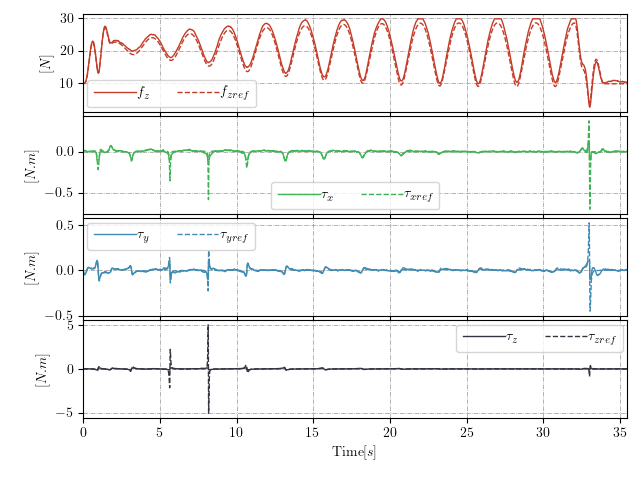 30
20
10
[N]
f_z f_zref
0.0
−0.5
[N.m]
τ_x τ_xref
0.5
0.0
−0.5
[N.m]
τ_y τ_yref
5
0
−5
[N.m]
τ_z τ_zref
0 5 10 15 20 25 30 35
Time[s]